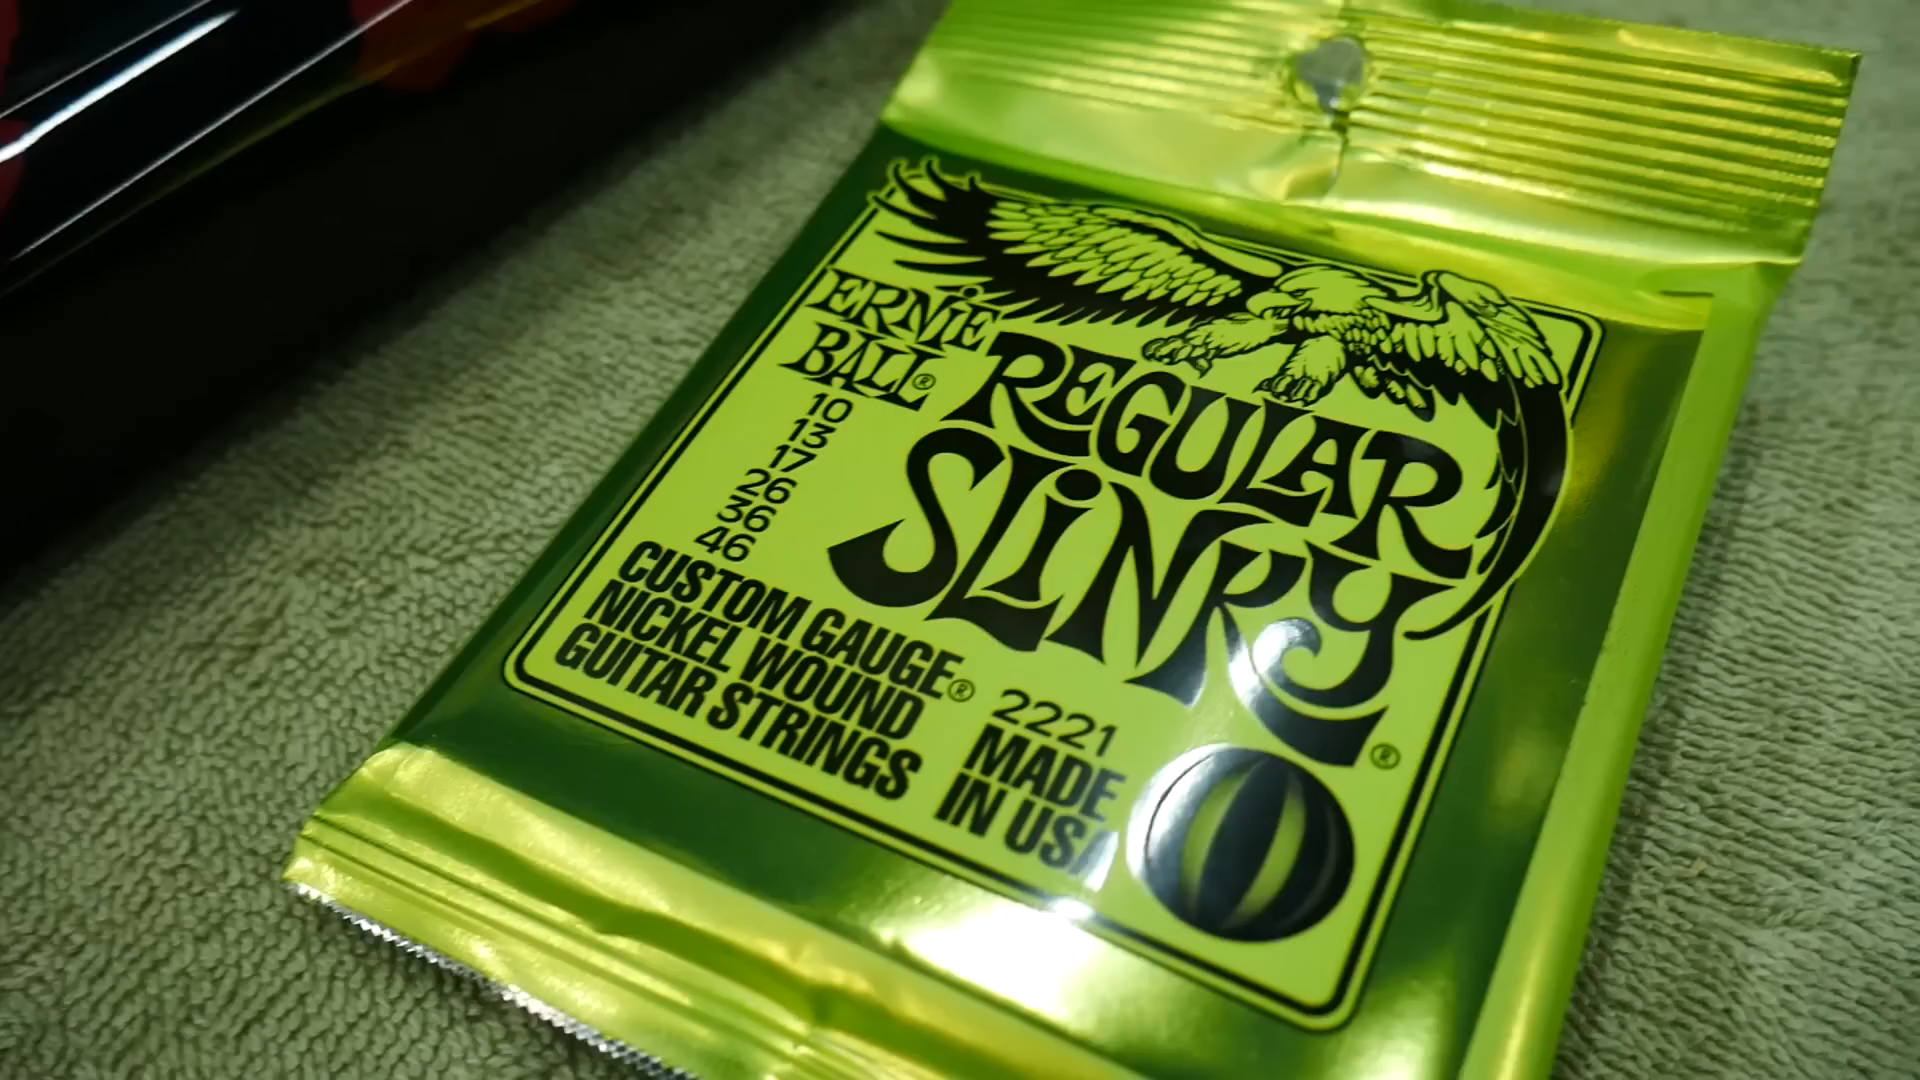 ERNiE
BALL®
REGULAR
SLiNKY®
10
13
17
26
36
46
CUSTOM GAUGE®
NICKEL WOUND
GUITAR STRINGS
2221
MADE
IN USA